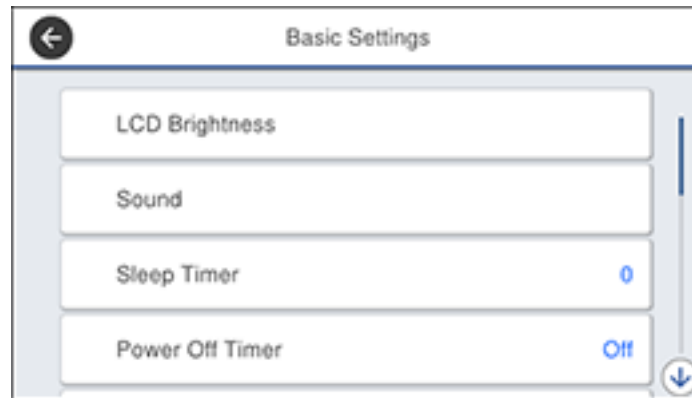 Basic Settings
LCD Brightness
Sound
Sleep Timer 0
Power Off Timer Off